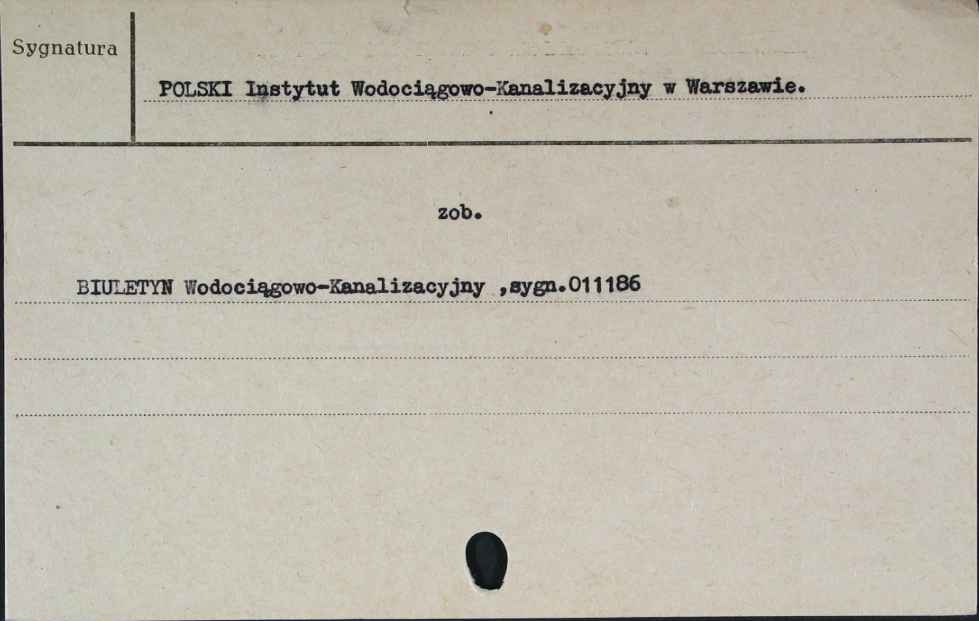 Sygnatura
POLSKI Instytut Wodociągowo-Kanalizacyjny w Warszawie.
zob.
BIULETYN Wodociągowo-Kanalizacyjny ,sygn.011186